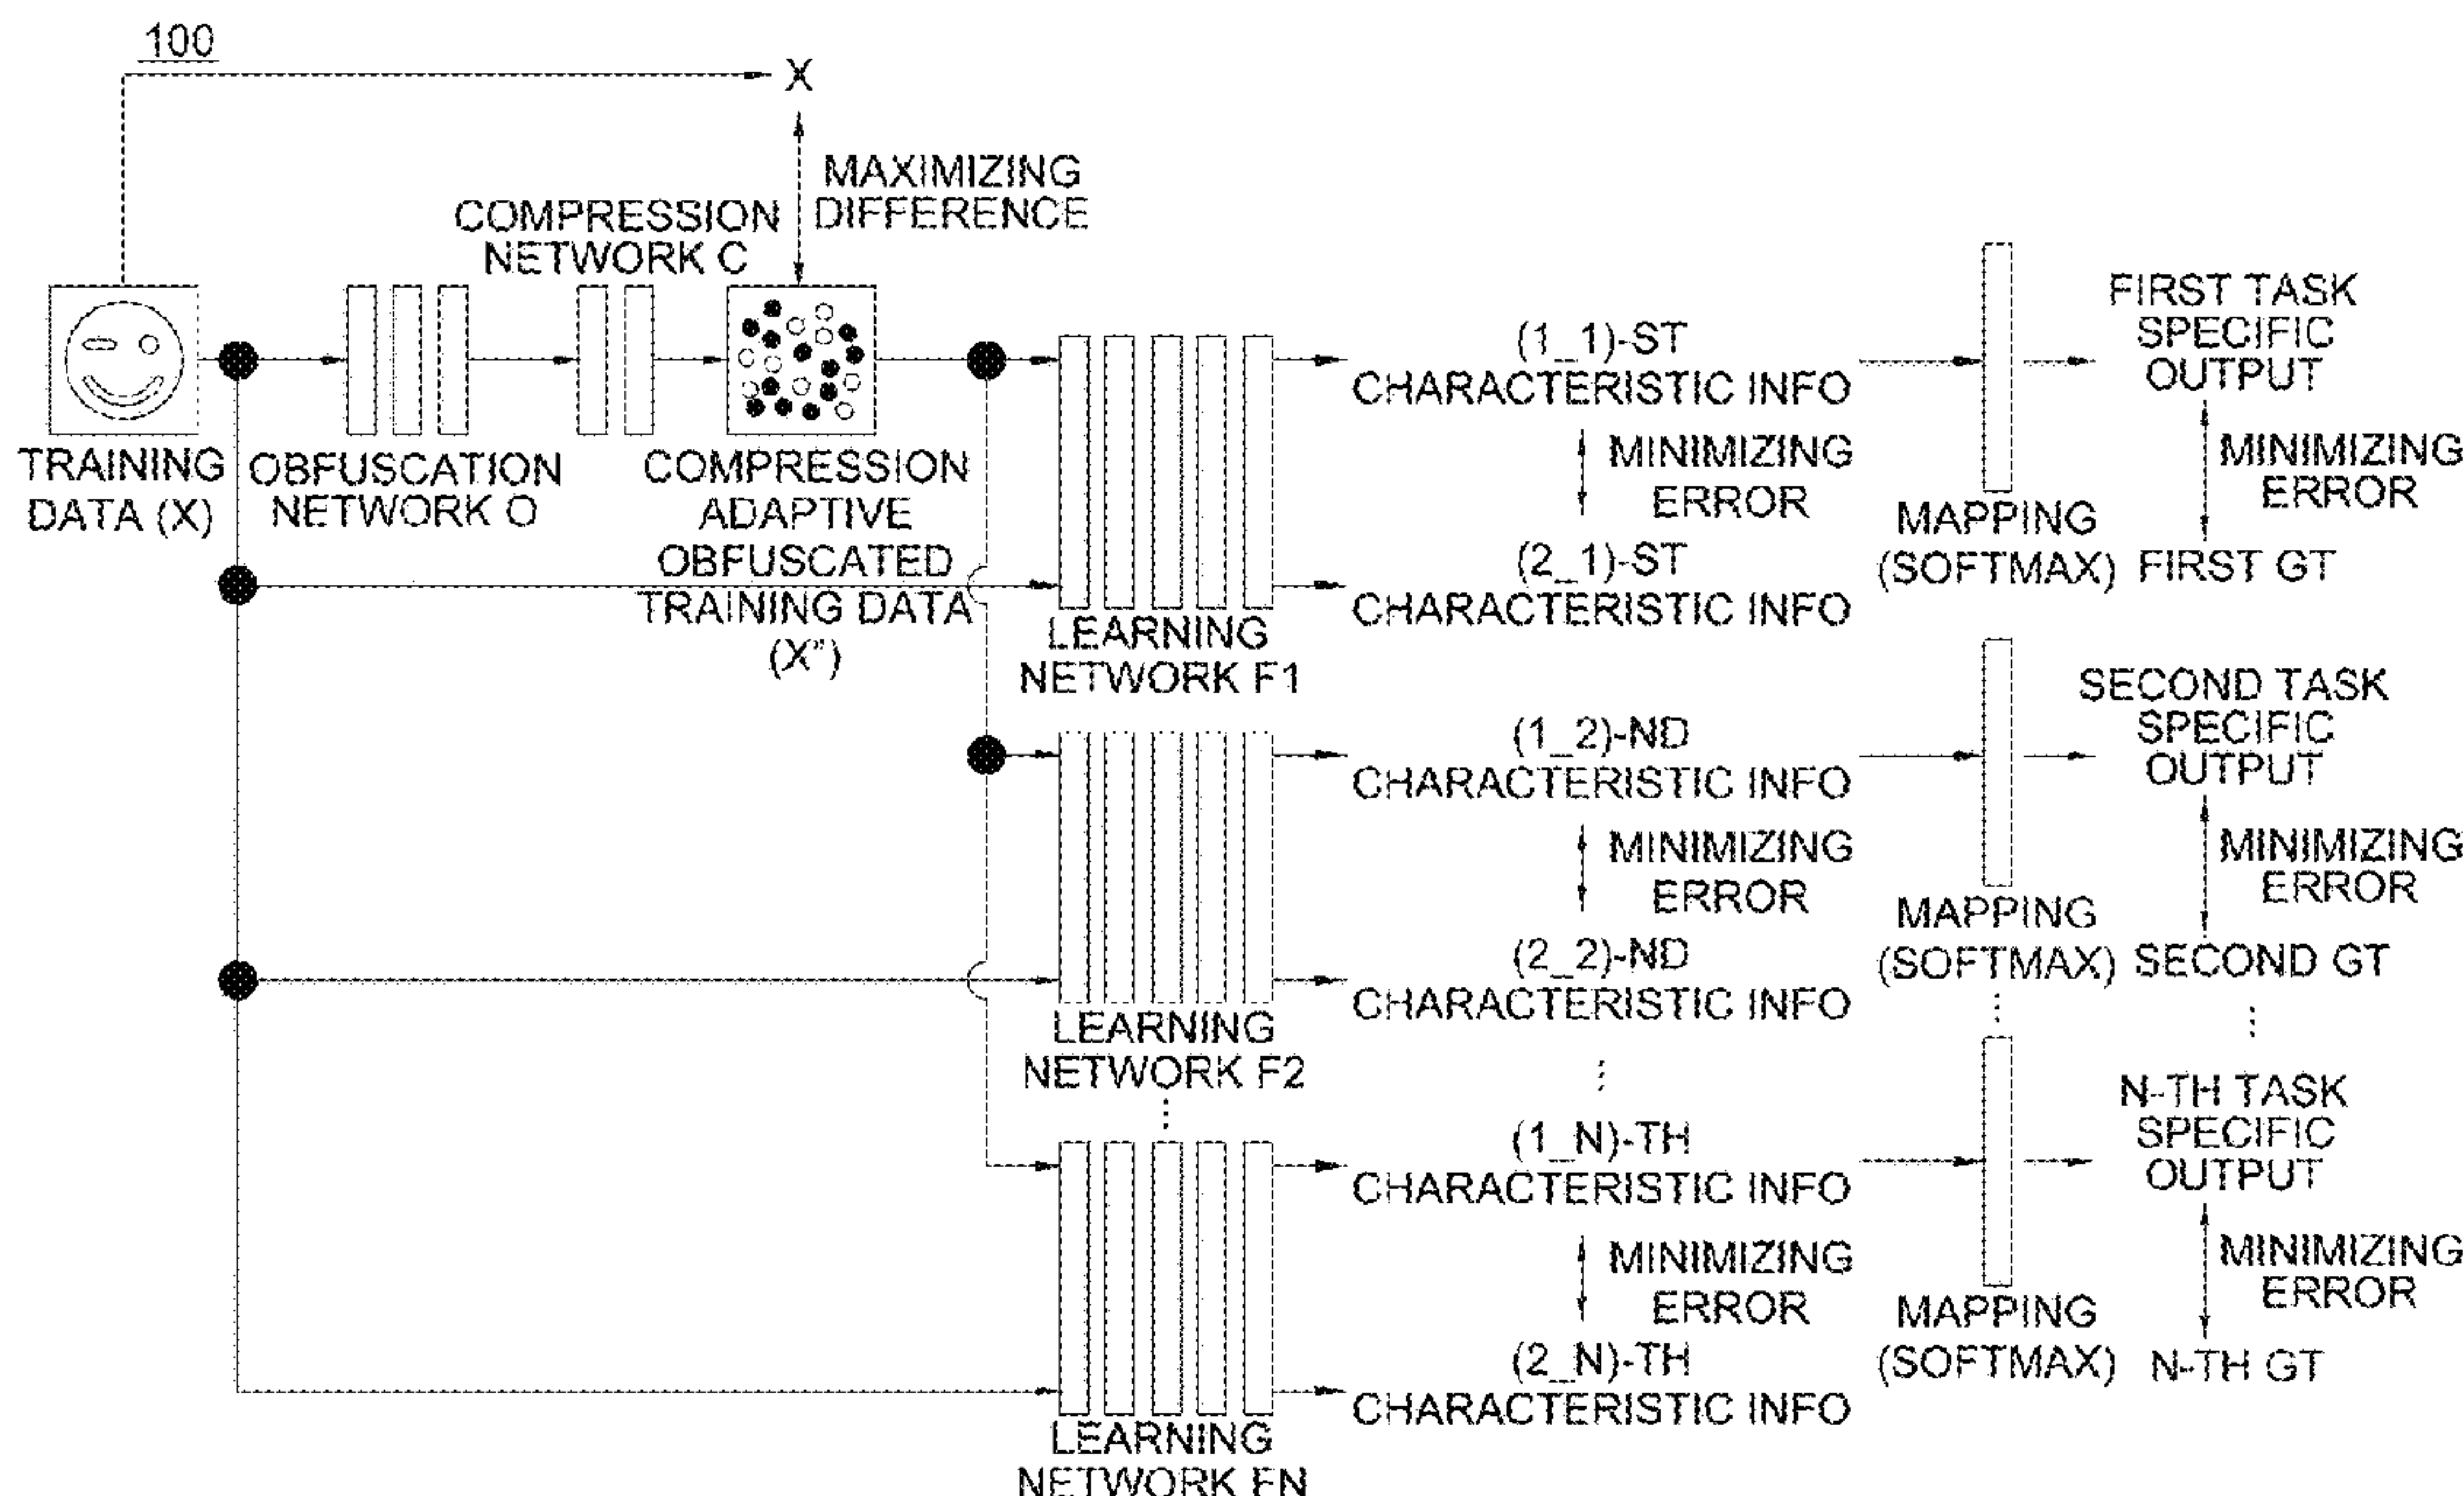 100
X
MAXIMIZING
DIFFERENCE
COMPRESSION
NETWORK C
TRAINING
DATA (X)
OBFUSCATION
NETWORK O
COMPRESSION
ADAPTIVE
OBFUSCATED
TRAINING DATA
(X")
LEARNING
NETWORK F1
(1_1)-ST
CHARACTERISTIC INFO
MINIMIZING
ERROR
(2_1)-ST
CHARACTERISTIC INFO
MAPPING
(SOFTMAX)
FIRST TASK
SPECIFIC
OUTPUT
MINIMIZING
ERROR
FIRST GT
LEARNING
NETWORK F2
(1_2)-ND
CHARACTERISTIC INFO
MINIMIZING
ERROR
(2_2)-ND
CHARACTERISTIC INFO
MAPPING
(SOFTMAX)
SECOND TASK
SPECIFIC
OUTPUT
MINIMIZING
ERROR
SECOND GT
LEARNING
NETWORK FN
(1_N)-TH
CHARACTERISTIC INFO
MINIMIZING
ERROR
(2_N)-TH
CHARACTERISTIC INFO
MAPPING
(SOFTMAX)
N-TH TASK
SPECIFIC
OUTPUT
MINIMIZING
ERROR
N-TH GT